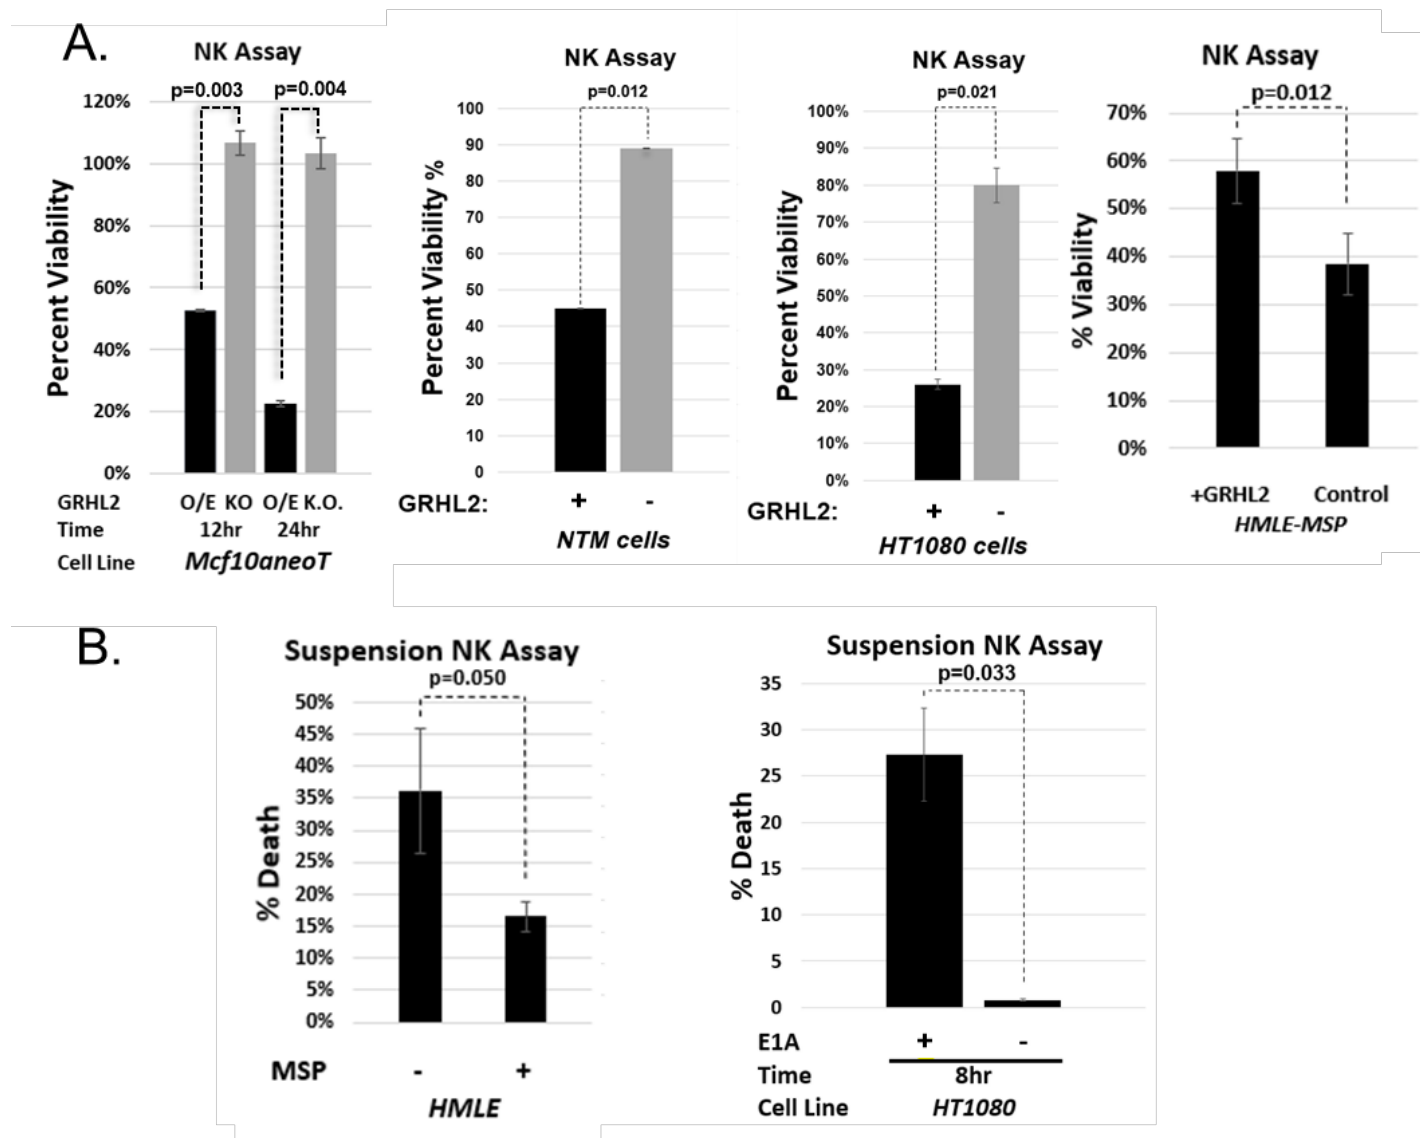 A.
NK Assay
p=0.003 p=0.004
120%
100%
80%
60%
40%
20%
0%
Percent Viability
GRHL2 O/E KO O/E K.O.
Time 12hr 24hr
Cell Line Mcf10aneoT
NK Assay
p=0.012
100
90
80
70
60
50
40
30
20
10
0
Percent Viability %
GRHL2: + -
NTM cells
NK Assay
p=0.021
100%
90%
80%
70%
60%
50%
40%
30%
20%
10%
0%
Percent Viability
GRHL2: + -
HT1080 cells
NK Assay
p=0.012
70%
60%
50%
40%
30%
20%
10%
0%
% Viability
+GRHL2 Control
HMLE-MSP
B.
Suspension NK Assay
p=0.050
50%
45%
40%
35%
30%
25%
20%
15%
10%
5%
0%
% Death
MSP - +
HMLE
Suspension NK Assay
p=0.033
35
30
25
20
15
10
5
0
% Death
E1A + -
Time 8hr
Cell Line HT1080